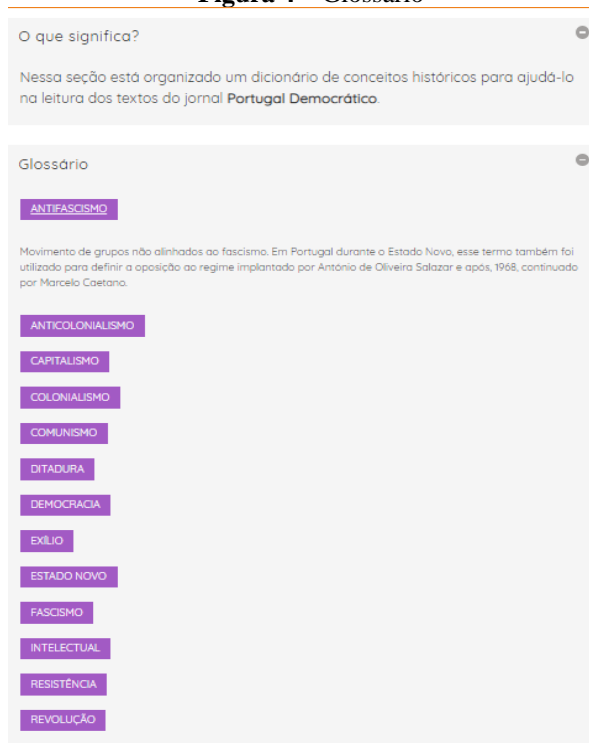 O que significa?
Nessa seção está organizado um dicionário de conceitos históricos para ajudá-lo
na leitura dos textos do jornal Portugal Democrático.
Glossário
ANTIFASCISMO
Movimento de grupos não alinhados ao fascismo. Em Portugal durante o Estado Novo, esse termo também foi
utilizado para definir a oposição ao regime implantado por António de Oliveira Salazar e após, 1968, continuado
por Marcelo Caetano.
ANTICOLONIALISMO
CAPITALISMO
COLONIALISMO
COMUNISMO
DITADURA
DEMOCRACIA
EXÍLIO
ESTADO NOVO
FASCISMO
INTELECTUAL
RESISTÊNCIA
REVOLUÇÃO